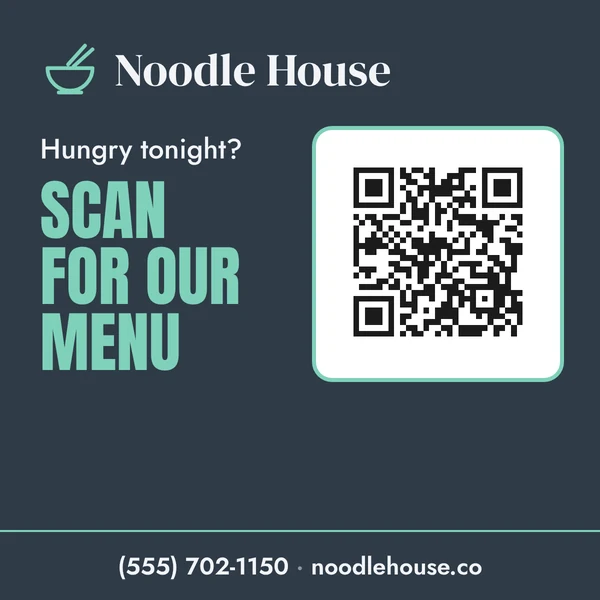 Noodle House
Hungry tonight?
SCAN
FOR OUR
MENU
(555) 702-1150 · noodlehouse.co